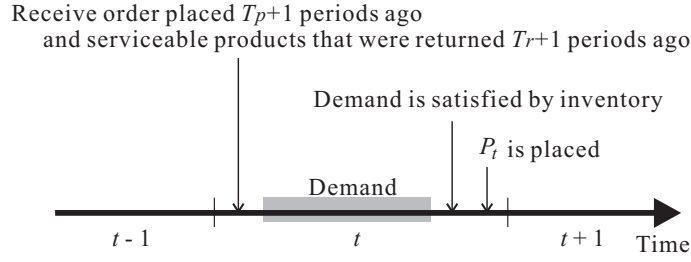 Receive order placed Tp+1 periods ago
and serviceable products that were returned Tr+1 periods ago
Demand is satisfied by inventory
Pt is placed
Demand
t - 1
t
t + 1
Time